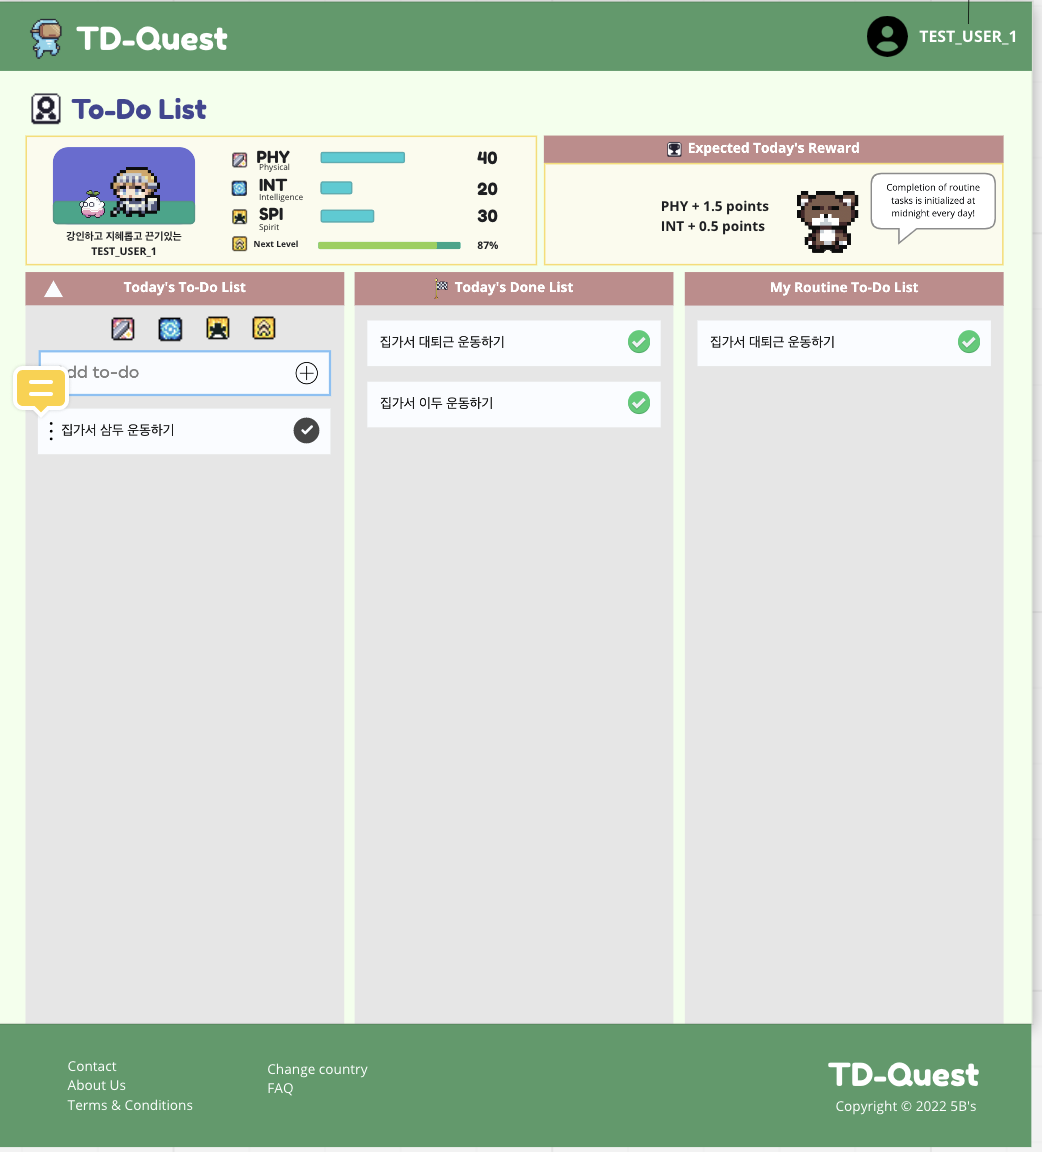 TD-Quest
TEST_USER_1
To-Do List
PHY
Physical
40
INT
Intelligence
20
SPI
Spirit
30
Next Level
87%
강인하고 지혜롭고 끈기있는
TEST_USER_1
Expected Today's Reward
PHY + 1.5 points
INT + 0.5 points
Completion of routine
tasks is initialized at
midnight every day!
Today's To-Do List
dd to-do
집가서 삼두 운동하기
Today's Done List
집가서 대퇴근 운동하기
집가서 이두 운동하기
My Routine To-Do List
집가서 대퇴근 운동하기
Contact
About Us
Terms & Conditions
Change country
FAQ
TD-Quest
Copyright © 2022 5B's